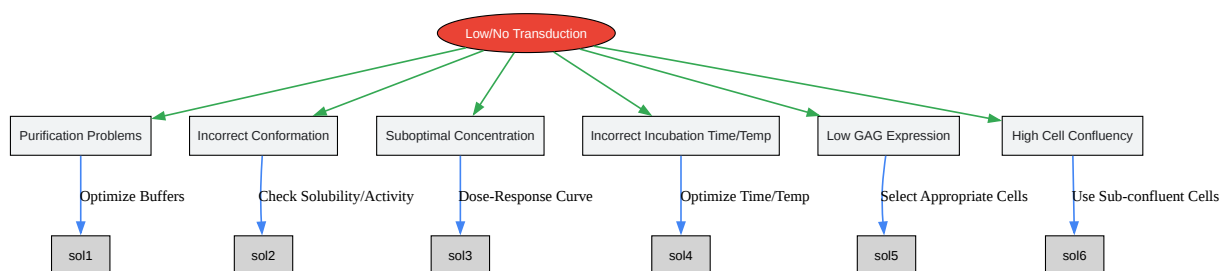 Low/No Transduction
Purification Problems
Incorrect Conformation
Suboptimal Concentration
Incorrect Incubation Time/Temp
Low GAG Expression
High Cell Confluency
Optimize Buffers
Check Solubility/Activity
Dose-Response Curve
Optimize Time/Temp
Select Appropriate Cells
Use Sub-confluent Cells
sol1
sol2
sol3
sol4
sol5
sol6